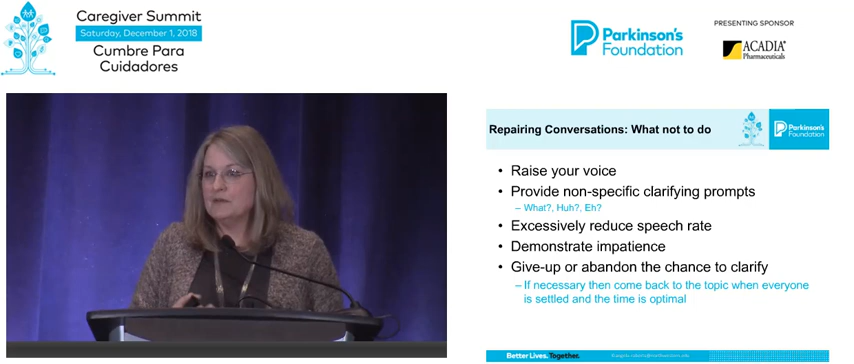 Caregiver Summit
Saturday, December 1, 2018
Cumbre Para
Cuidadores
Parkinson's
Foundation
PRESENTING SPONSOR
ACADIA
Pharmaceuticals
Repairing Conversations: What not to do
Parkinson's
Foundation
• Raise your voice
• Provide non-specific clarifying prompts
– What?, Huh?, Eh?
• Excessively reduce speech rate
• Demonstrate impatience
• Give-up or abandon the chance to clarify
– If necessary then come back to the topic when everyone
is settled and the time is optimal
Better Lives. Together.